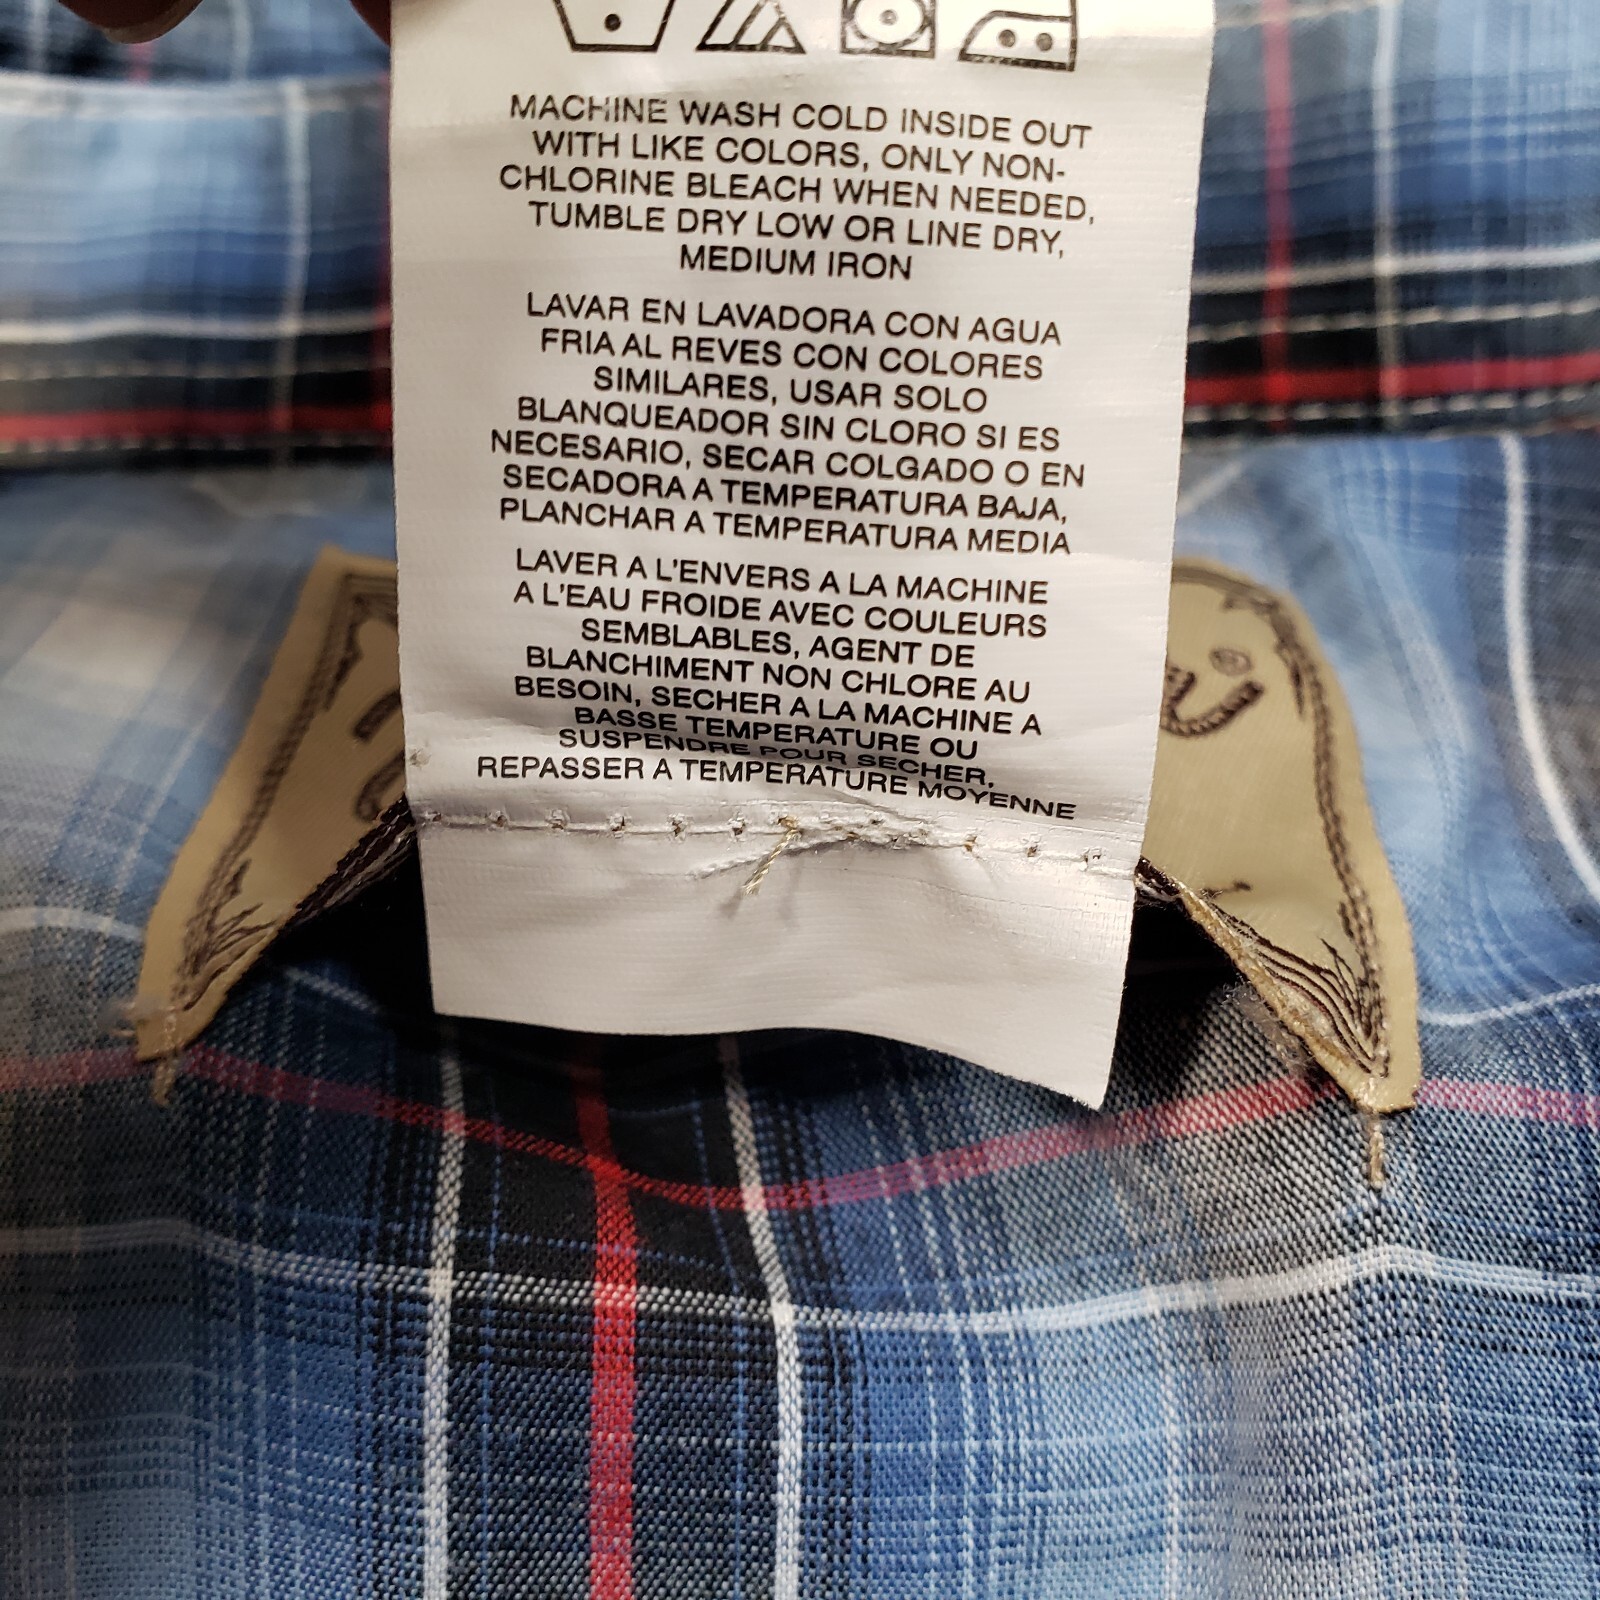 MACHINE WASH COLD INSIDE OUT
WITH LIKE COLORS, ONLY NON-
CHLORINE BLEACH WHEN NEEDED,
TUMBLE DRY LOW OR LINE DRY,
MEDIUM IRON
LAVAR EN LAVADORA CON AGUA
FRIA AL REVES CON COLORES
SIMILARES, USAR SOLO
BLANQUEADOR SIN CLORO SI ES
NECESARIO, SECAR COLGADO O EN
SECADORA A TEMPERATURA BAJA,
PLANCHAR A TEMPERATURA MEDIA
LAVER A L'ENVERS A LA MACHINE
A L'EAU FROIDE AVEC COULEURS
SEMBLABLES, AGENT DE
BLANCHIMENT NON CHLORE AU
BESOIN, SECHER A LA MACHINE A
BASSE TEMPERATURE OU
SUSPENDRE POUR SECHER,
REPASSER A TEMPERATURE MOYENNE